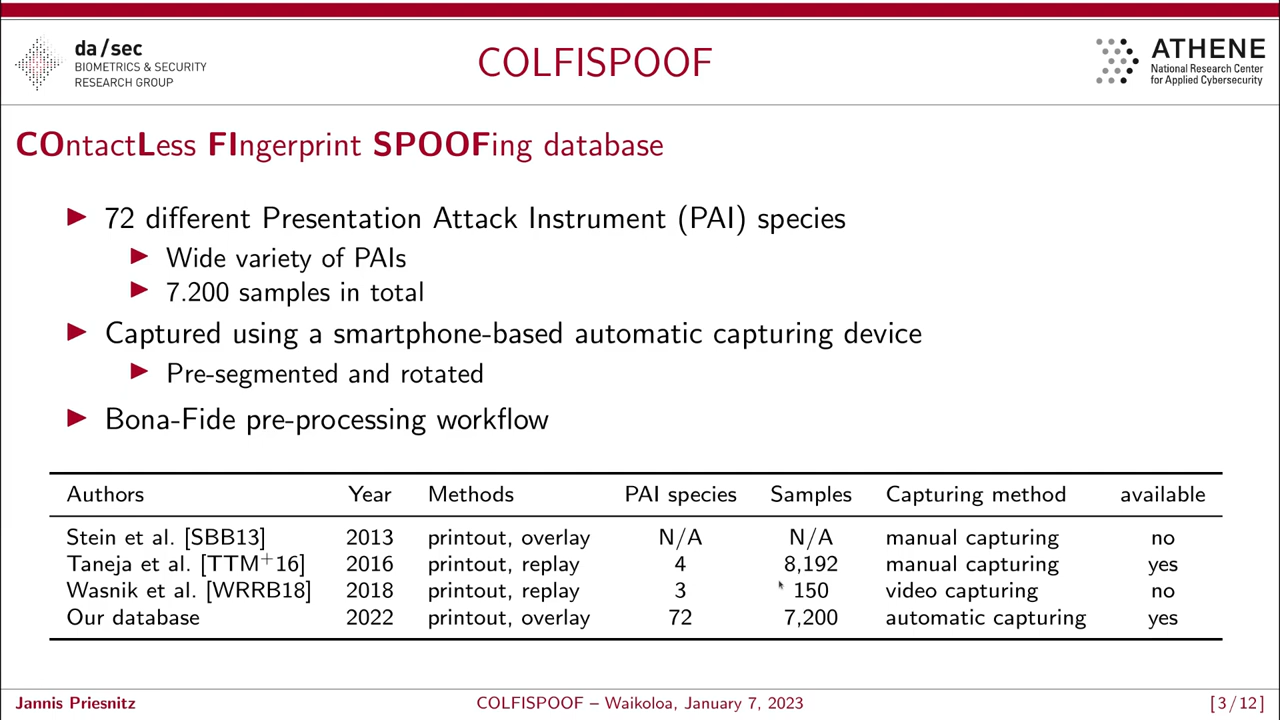 da/sec
BIOMETRICS & SECURITY
RESEARCH GROUP
COLFISPOOF
ATHENE
National Research Center
for Applied Cybersecurity
COntactLess FIngerprint SPOOFing database
72 different Presentation Attack Instrument (PAI) species
Wide variety of PAIs
7.200 samples in total
Captured using a smartphone-based automatic capturing device
Pre-segmented and rotated
Bona-Fide pre-processing workflow
Authors Year Methods PAI species Samples Capturing method available
Stein et al. [SBB13] 2013 printout, overlay N/A N/A manual capturing no
Taneja et al. [TTM+16] 2016 printout, replay 4 8,192 manual capturing yes
Wasnik et al. [WRRB18] 2018 printout, replay 3 150 video capturing no
Our database 2022 printout, overlay 72 7,200 automatic capturing yes
Jannis Priesnitz COLFISPOOF – Waikoloa, January 7, 2023 [3/12]